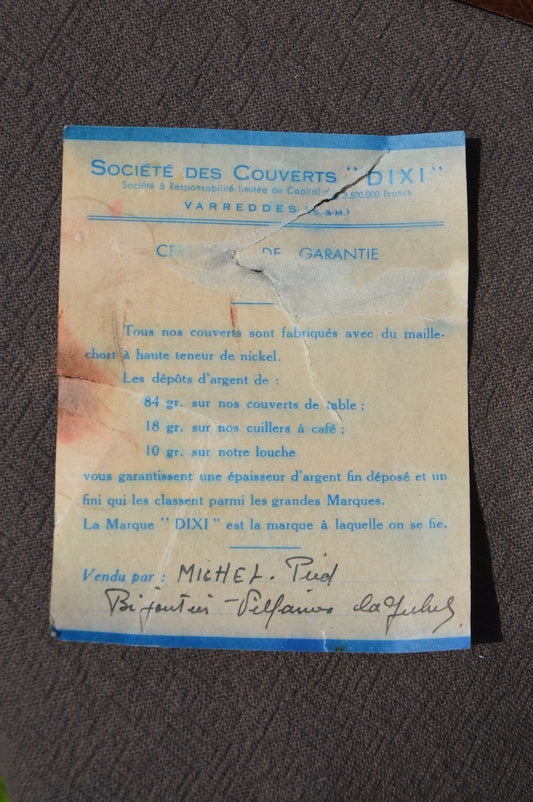 SOCIÉTÉ DES COUVERTS "DIXI"
Société à Responsabilité limitée au Capital 3.500.000 Francs
VARREDDES (S.&M.)
DE GARANTIE
Tous nos couverts sont fabriqués avec du maille-
chort à haute teneur de nickel.
Les dépôts d'argent de :
84 gr. sur nos couverts de table ;
18 gr. sur nos cuillers à café ;
10 gr. sur notre louche
vous garantissent une épaisseur d'argent fin déposé et un
fini qui les classent parmi les grandes Marques.
La Marque "DIXI" est la marque à laquelle on se fie.
Vendu par : MICHEL
Bijoutier